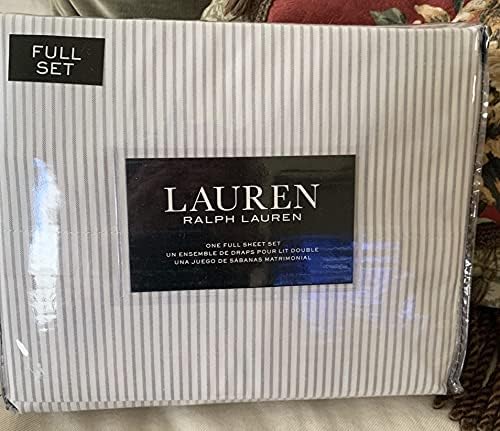 FULL
SET
LAUREN
RALPH LAUREN
ONE FULL SHEET SET
UN ENSEMBLE DE DRAPS POUR LIT DOUBLE
UNA JUEGO DE SÁBANAS MATRIMONIAL